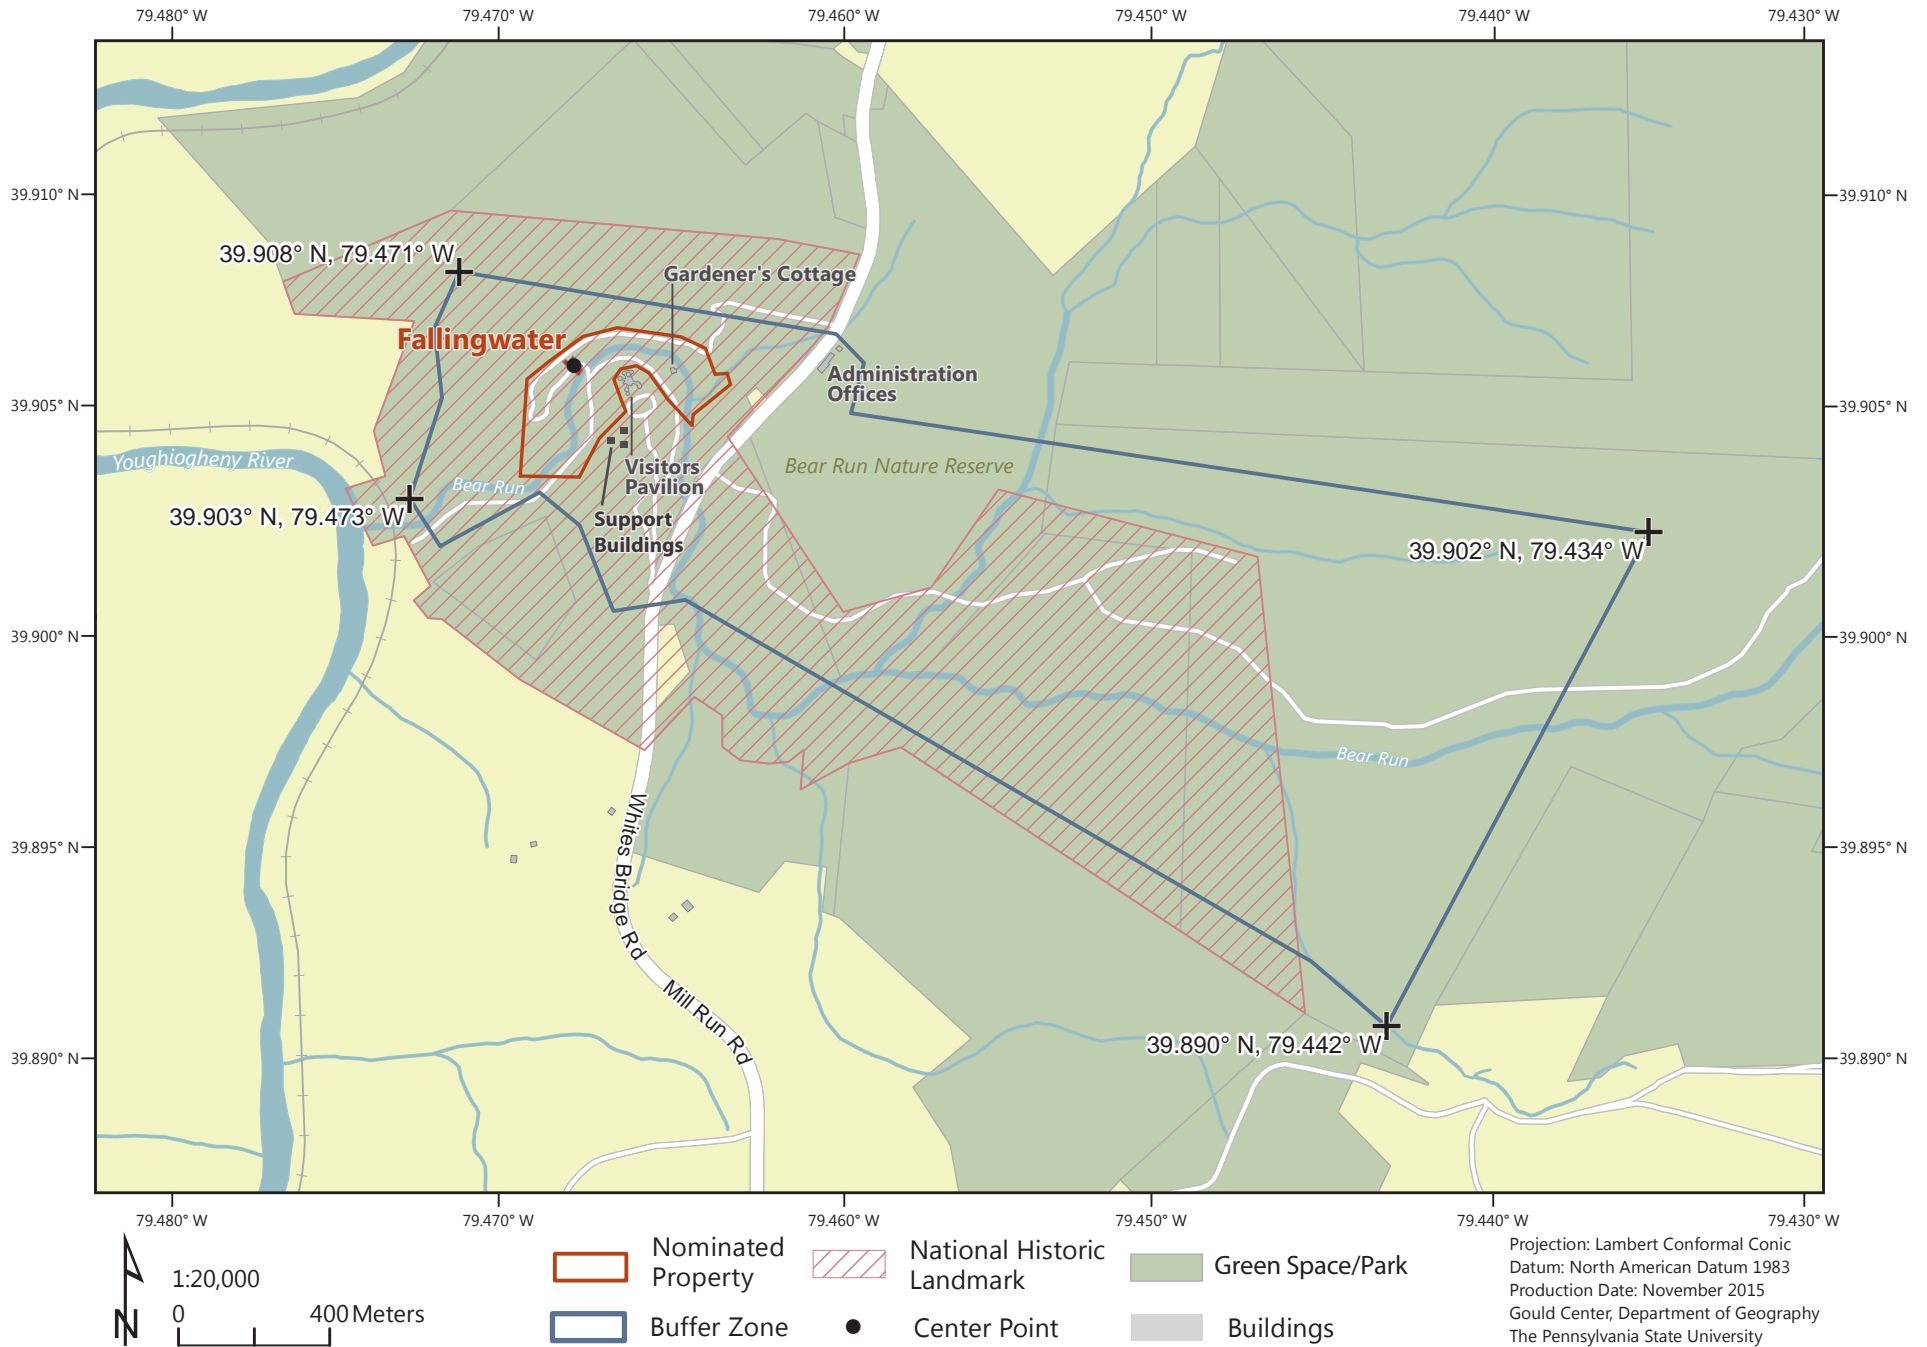 79.480° W
79.470° W
79.460° W
79.450° W
79.440° W
79.430° W
39.910° N
39.910° N
39.908° N, 79.471° W
Gardener's Cottage
Fallingwater
Administration
Offices
39.905° N
39.905° N
Youghiogheny River
Bear Run Nature Reserve
Visitors
Pavilion
Bear Run
39.903° N, 79.473° W
Support
Buildings
39.902° N, 79.434° W
39.900° N
39.900° N
Bear Run
Whites Bridge Rd
39.895° N
39.895° N
Mill Run Rd
39.890° N, 79.442° W
39.890° N
39.890° N
79.480° W
79.470° W
79.460° W
79.450° W
79.440° W
79.430° W
N
1:20,000
0
400 Meters
Nominated
Property
Buffer Zone
National Historic
Landmark
Center Point
Green Space/Park
Buildings
Projection: Lambert Conformal Conic
Datum: North American Datum 1983
Production Date: November 2015
Gould Center, Department of Geography
The Pennsylvania State University